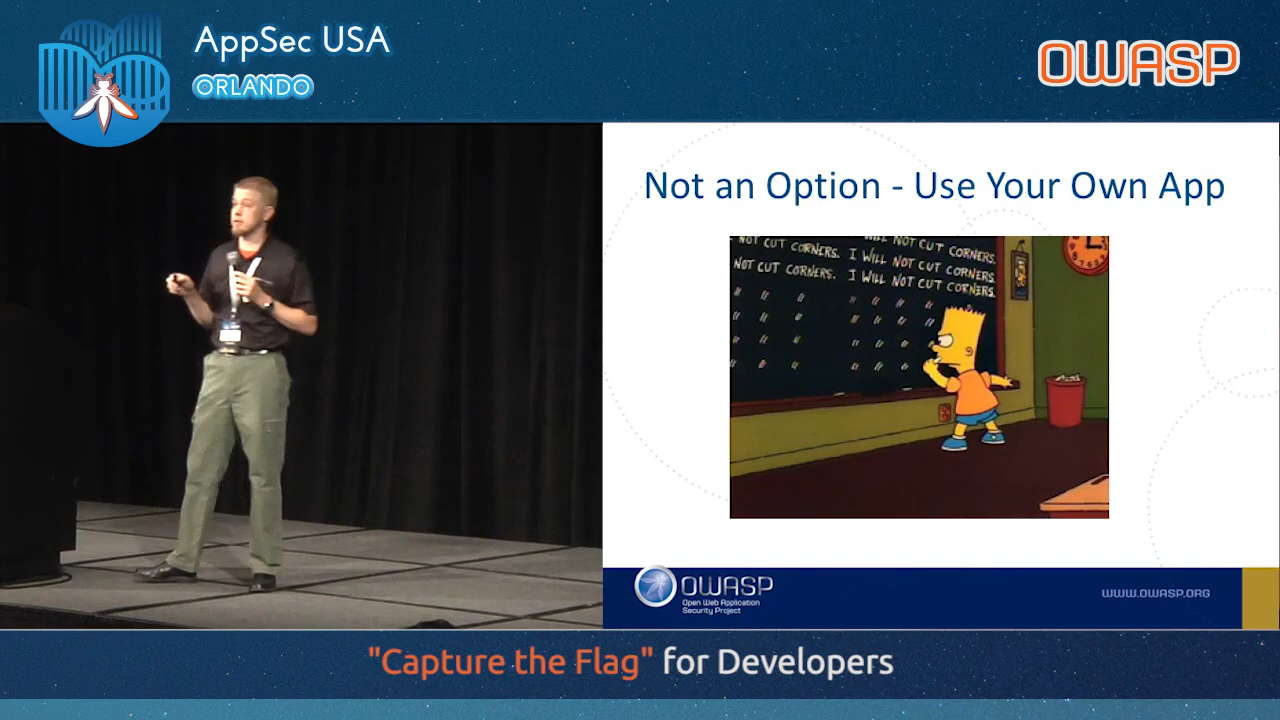 AppSec USA
ORLANDO
OWASP
Not an Option - Use Your Own App
NOT CUT CORNERS. I WILL NOT CUT CORNERS.
NOT CUT CORNERS. I WILL NOT CUT CORNERS.
I WILL NOT CUT CORNERS.
OWASP
Open Web Application
Security Project
WWW.OWASP.ORG
"Capture the Flag" for Developers